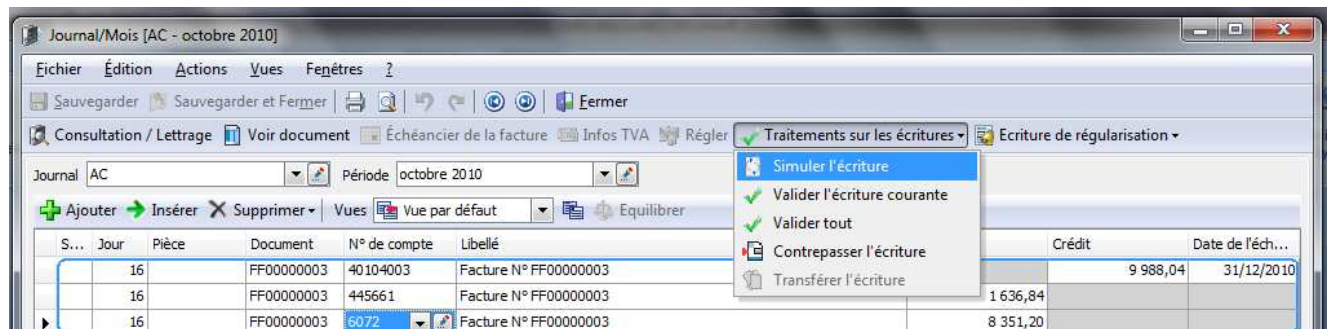 Journal/Mois [AC - octobre 2010]
Fichier Édition Actions Vues Fenêtres ?
Sauvegarder Sauvegarder et Fermer Fermer
Consultation / Lettrage Voir document Échéancier de la facture Infos TVA Régler Traitements sur les écritures Ecriture de régularisation
Journal AC Période octobre 2010
Simuler l'écriture
Valider l'écriture courante
Ajouter Insérer Supprimer Vues Vue par défaut Equilibrer
Valider tout
Contrepasser l'écriture
Transférer l'écriture
S... Jour Pièce Document N° de compte Libellé Crédit Date de l'éch...
16 FF00000003 40104003 Facture N° FF00000003 9 988,04 31/12/2010
16 FF00000003 445661 Facture N° FF00000003 1 636,84
16 FF00000003 6072 Facture N° FF00000003 8 351,20